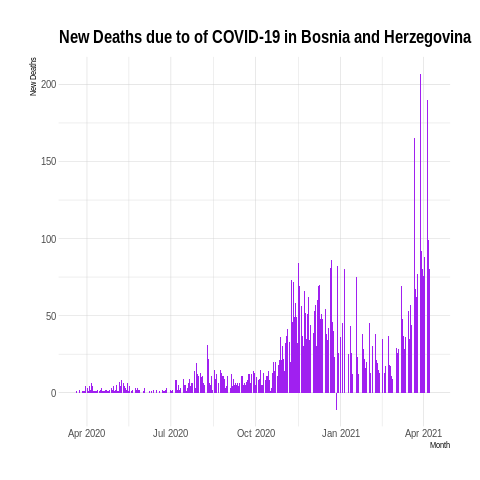 New Deaths due to of COVID-19 in Bosnia and Herzegovina
New Deaths
200
150
100
50
0
Apr 2020
Jul 2020
Oct 2020
Jan 2021
Apr 2021
Month